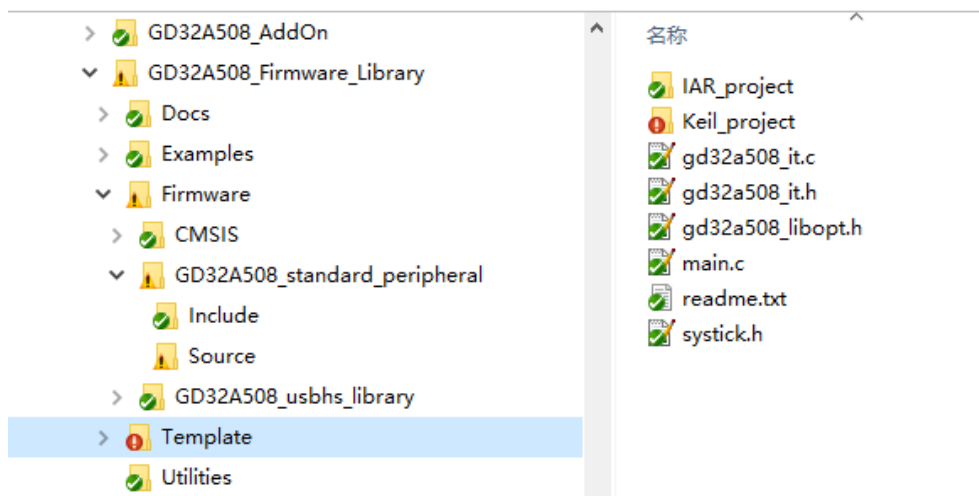 GD32A508_AddOn
GD32A508_Firmware_Library
Docs
Examples
Firmware
CMSIS
GD32A508_standard_peripheral
Include
Source
GD32A508_usbhs_library
Template
Utilities
名称
IAR_project
Keil_project
gd32a508_it.c
gd32a508_it.h
gd32a508_libopt.h
main.c
readme.txt
systick.h